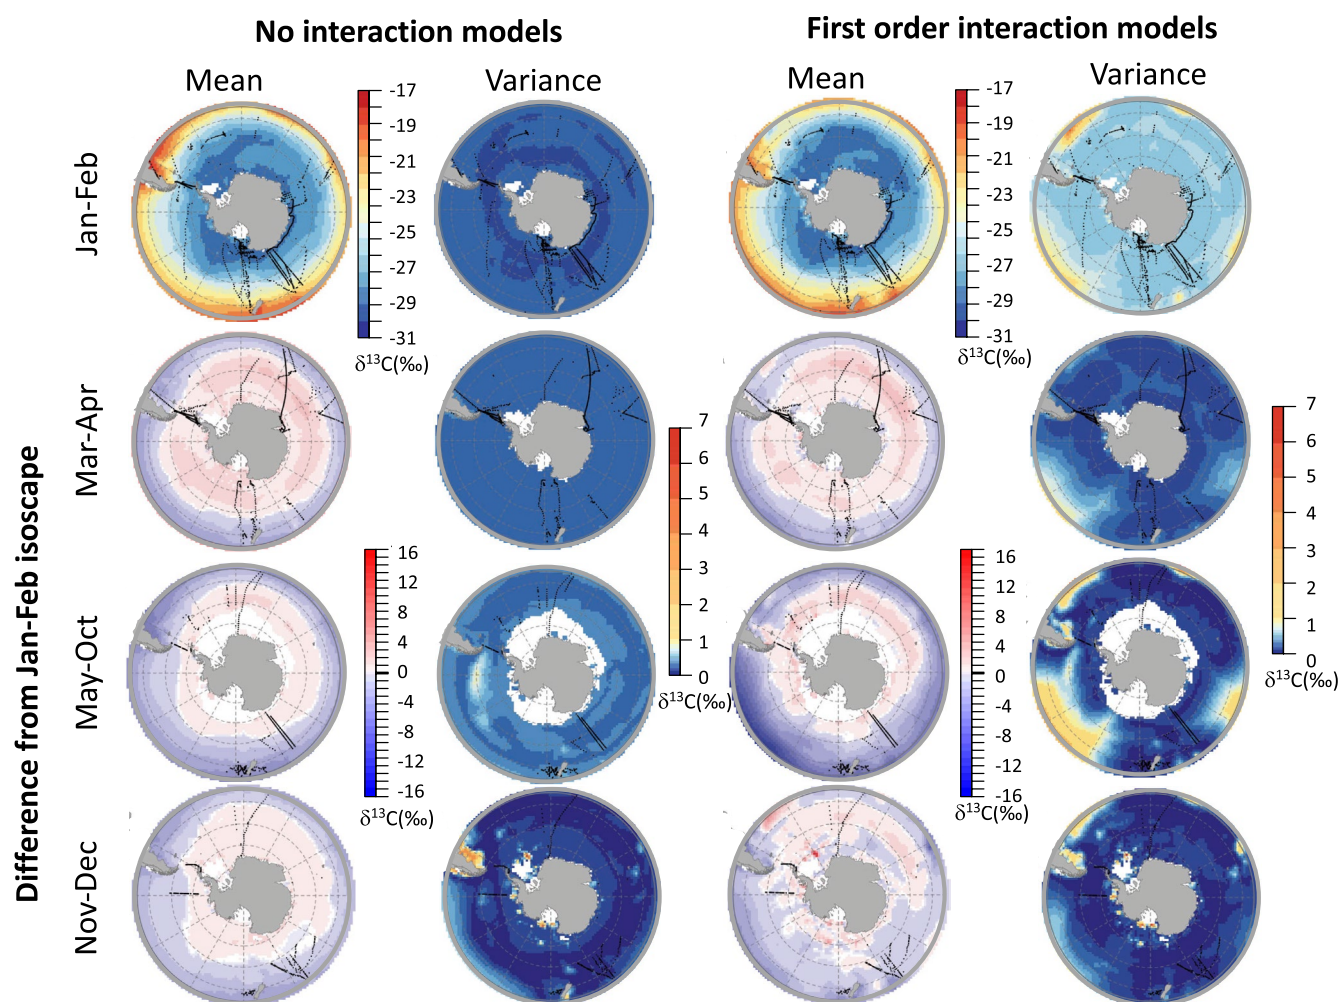 No interaction models
First order interaction models
Mean
Variance
Mean
Variance
Jan-Feb
-17
-19
-21
-23
-25
-27
-29
-31
δ13C(‰)
-17
-19
-21
-23
-25
-27
-29
-31
δ13C(‰)
Difference from Jan-Feb isoscape
Mar-Apr
7
6
5
4
3
2
1
0
δ13C(‰)
7
6
5
4
3
2
1
0
δ13C(‰)
May-Oct
16
12
8
4
0
-4
-8
-12
-16
δ13C(‰)
16
12
8
4
0
-4
-8
-12
-16
δ13C(‰)
Nov-Dec